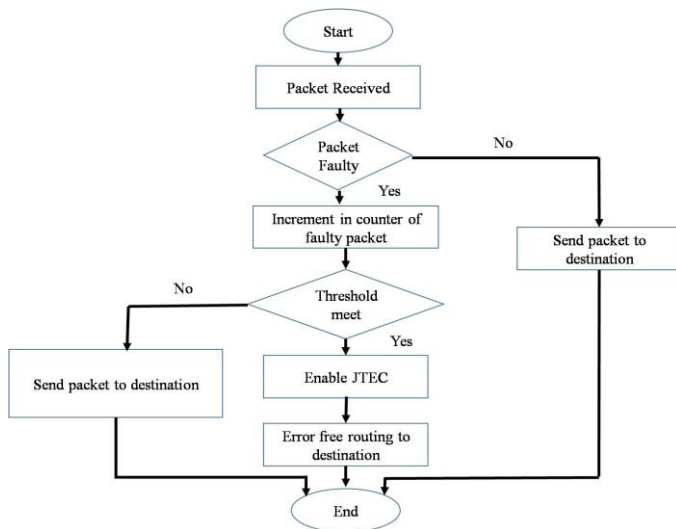 Start
Packet Received
Packet
Faulty
No
Yes
Increment in counter of
faulty packet
Send packet to
destination
No
Threshold
meet
Yes
Send packet to destination
Enable JTEC
Error free routing to
destination
End